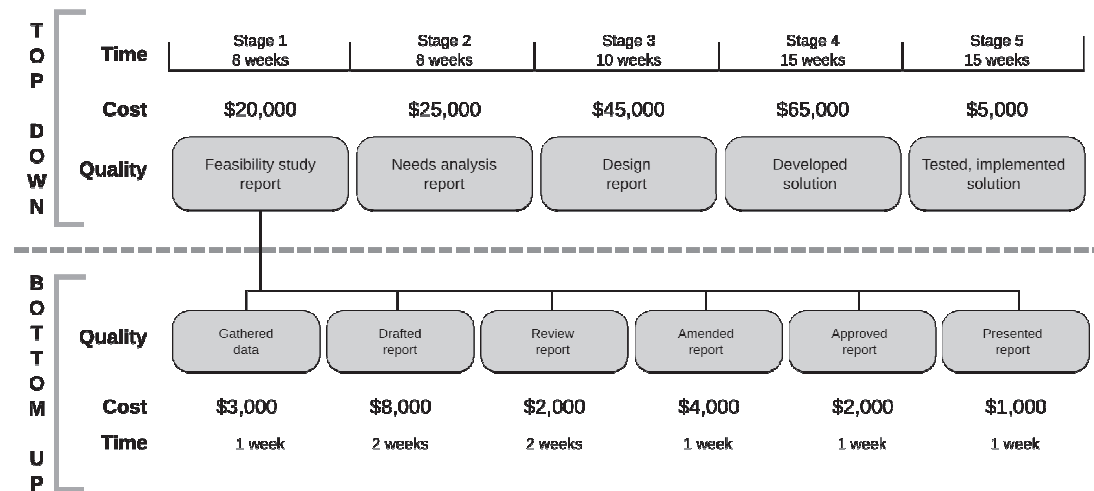 TOP DOWN
Time
Stage 1
8 weeks
Stage 2
8 weeks
Stage 3
10 weeks
Stage 4
15 weeks
Stage 5
15 weeks
Cost
$20,000
$25,000
$45,000
$65,000
$5,000
Quality
Feasibility study
report
Needs analysis
report
Design
report
Developed
solution
Tested, implemented
solution
BOTTOM UP
Quality
Gathered
data
Drafted
report
Review
report
Amended
report
Approved
report
Presented
report
Cost
$3,000
$8,000
$2,000
$4,000
$2,000
$1,000
Time
1 week
2 weeks
2 weeks
1 week
1 week
1 week